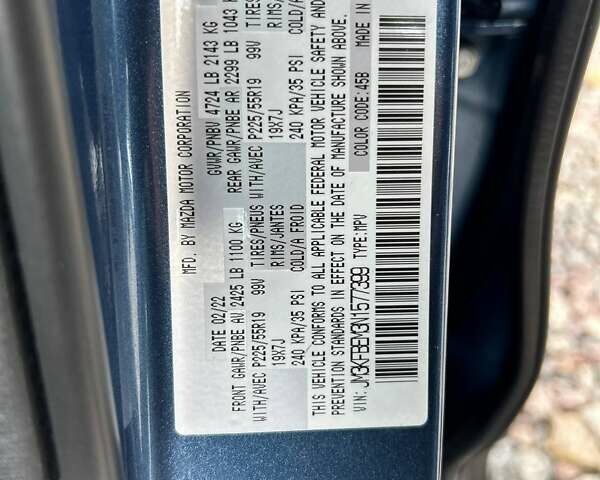 MFD. BY MAZDA MOTOR CORPORATION
DATE 02/22 GVWR/PNBV 4724 LB 2143 KG
FRONT GAWR/PNBE AV 2425 LB 1100 KG REAR GAWR/PNBE AR 2299 LB 1043 KG
WITH/AVEC P225/55R19 99V TIRES/PNEUS WITH/AVEC P225/55R19 99V TIRES/
19X7J RIMS/JANTES 19X7J RIMS/
240 KPA/35 PSI COLD/A FROID 240 KPA/35 PSI COLD/A
THIS VEHICLE CONFORMS TO ALL APPLICABLE FEDERAL MOTOR VEHICLE SAFETY AND
PREVENTION STANDARDS IN EFFECT ON THE DATE OF MANUFACTURE SHOWN ABOVE.
VIN: JM3KFBEM3N1577399 TYPE:MPV COLOR CODE:45B MADE IN